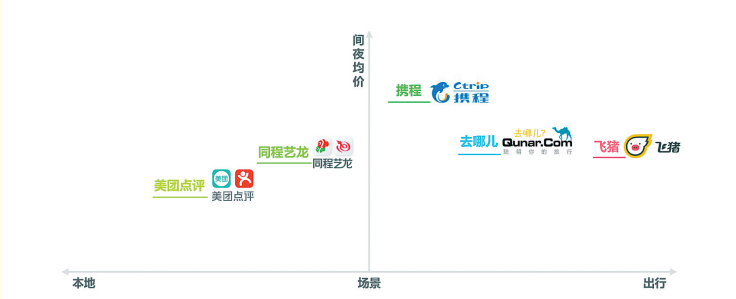 间夜均价
携程
Ctrip
携程
去哪儿
去哪儿?
Qunar.Com
聪明你的旅行
飞猪
飞猪
同程艺龙
同程艺龙
美团点评
美团
美团点评
本地
场景
出行